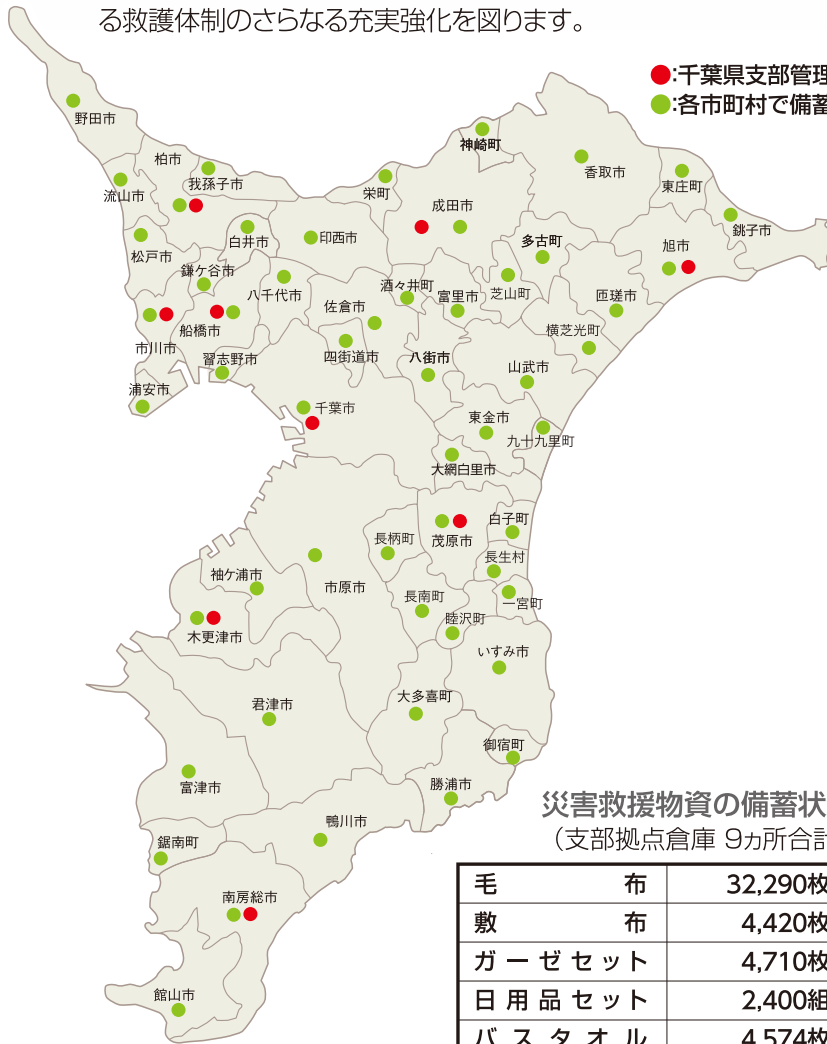 る救護体制のさらなる充実強化を図ります。
●:千葉県支部管理
●:各市町村で備蓄
野田市
柏市
我孫子市
流山市
神崎町
香取市
東庄町
栄町
成田市
銚子市
松戸市
白井市
印西市
多古町
旭市
鎌ケ谷市
八千代市
酒々井町
富里市
芝山町
匝瑳市
佐倉市
市川市
船橋市
横芝光町
習志野市
四街道市
八街市
山武市
浦安市
千葉市
東金市
九十九里町
大網白里市
白子町
長柄町
茂原市
長生村
袖ケ浦市
市原市
長南町
一宮町
睦沢町
木更津市
いすみ市
君津市
大多喜町
御宿町
富津市
勝浦市
鴨川市
鋸南町
南房総市
館山市
災害救援物資の備蓄状
(支部拠点倉庫 9ヵ所合計
毛布 32,290枚
敷布 4,420枚
ガーゼセット 4,710枚
日用品セット 2,400組
バスタオル 4,574枚